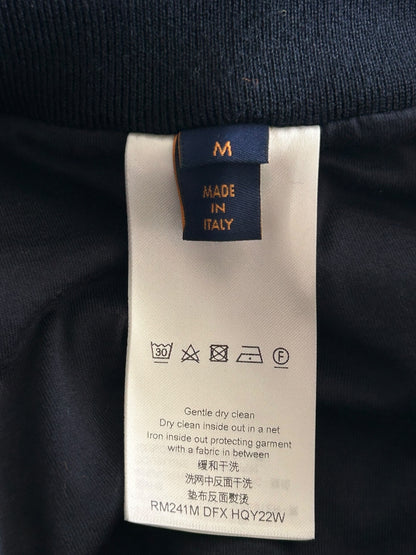 M
MADE
IN
ITALY
30 F
Gentle dry clean
Dry clean inside out in a net
Iron inside out protecting garment
with a fabric in between
缓和干洗
洗网中反面干洗
垫布反面熨烫
RM241M DFX HQY22W